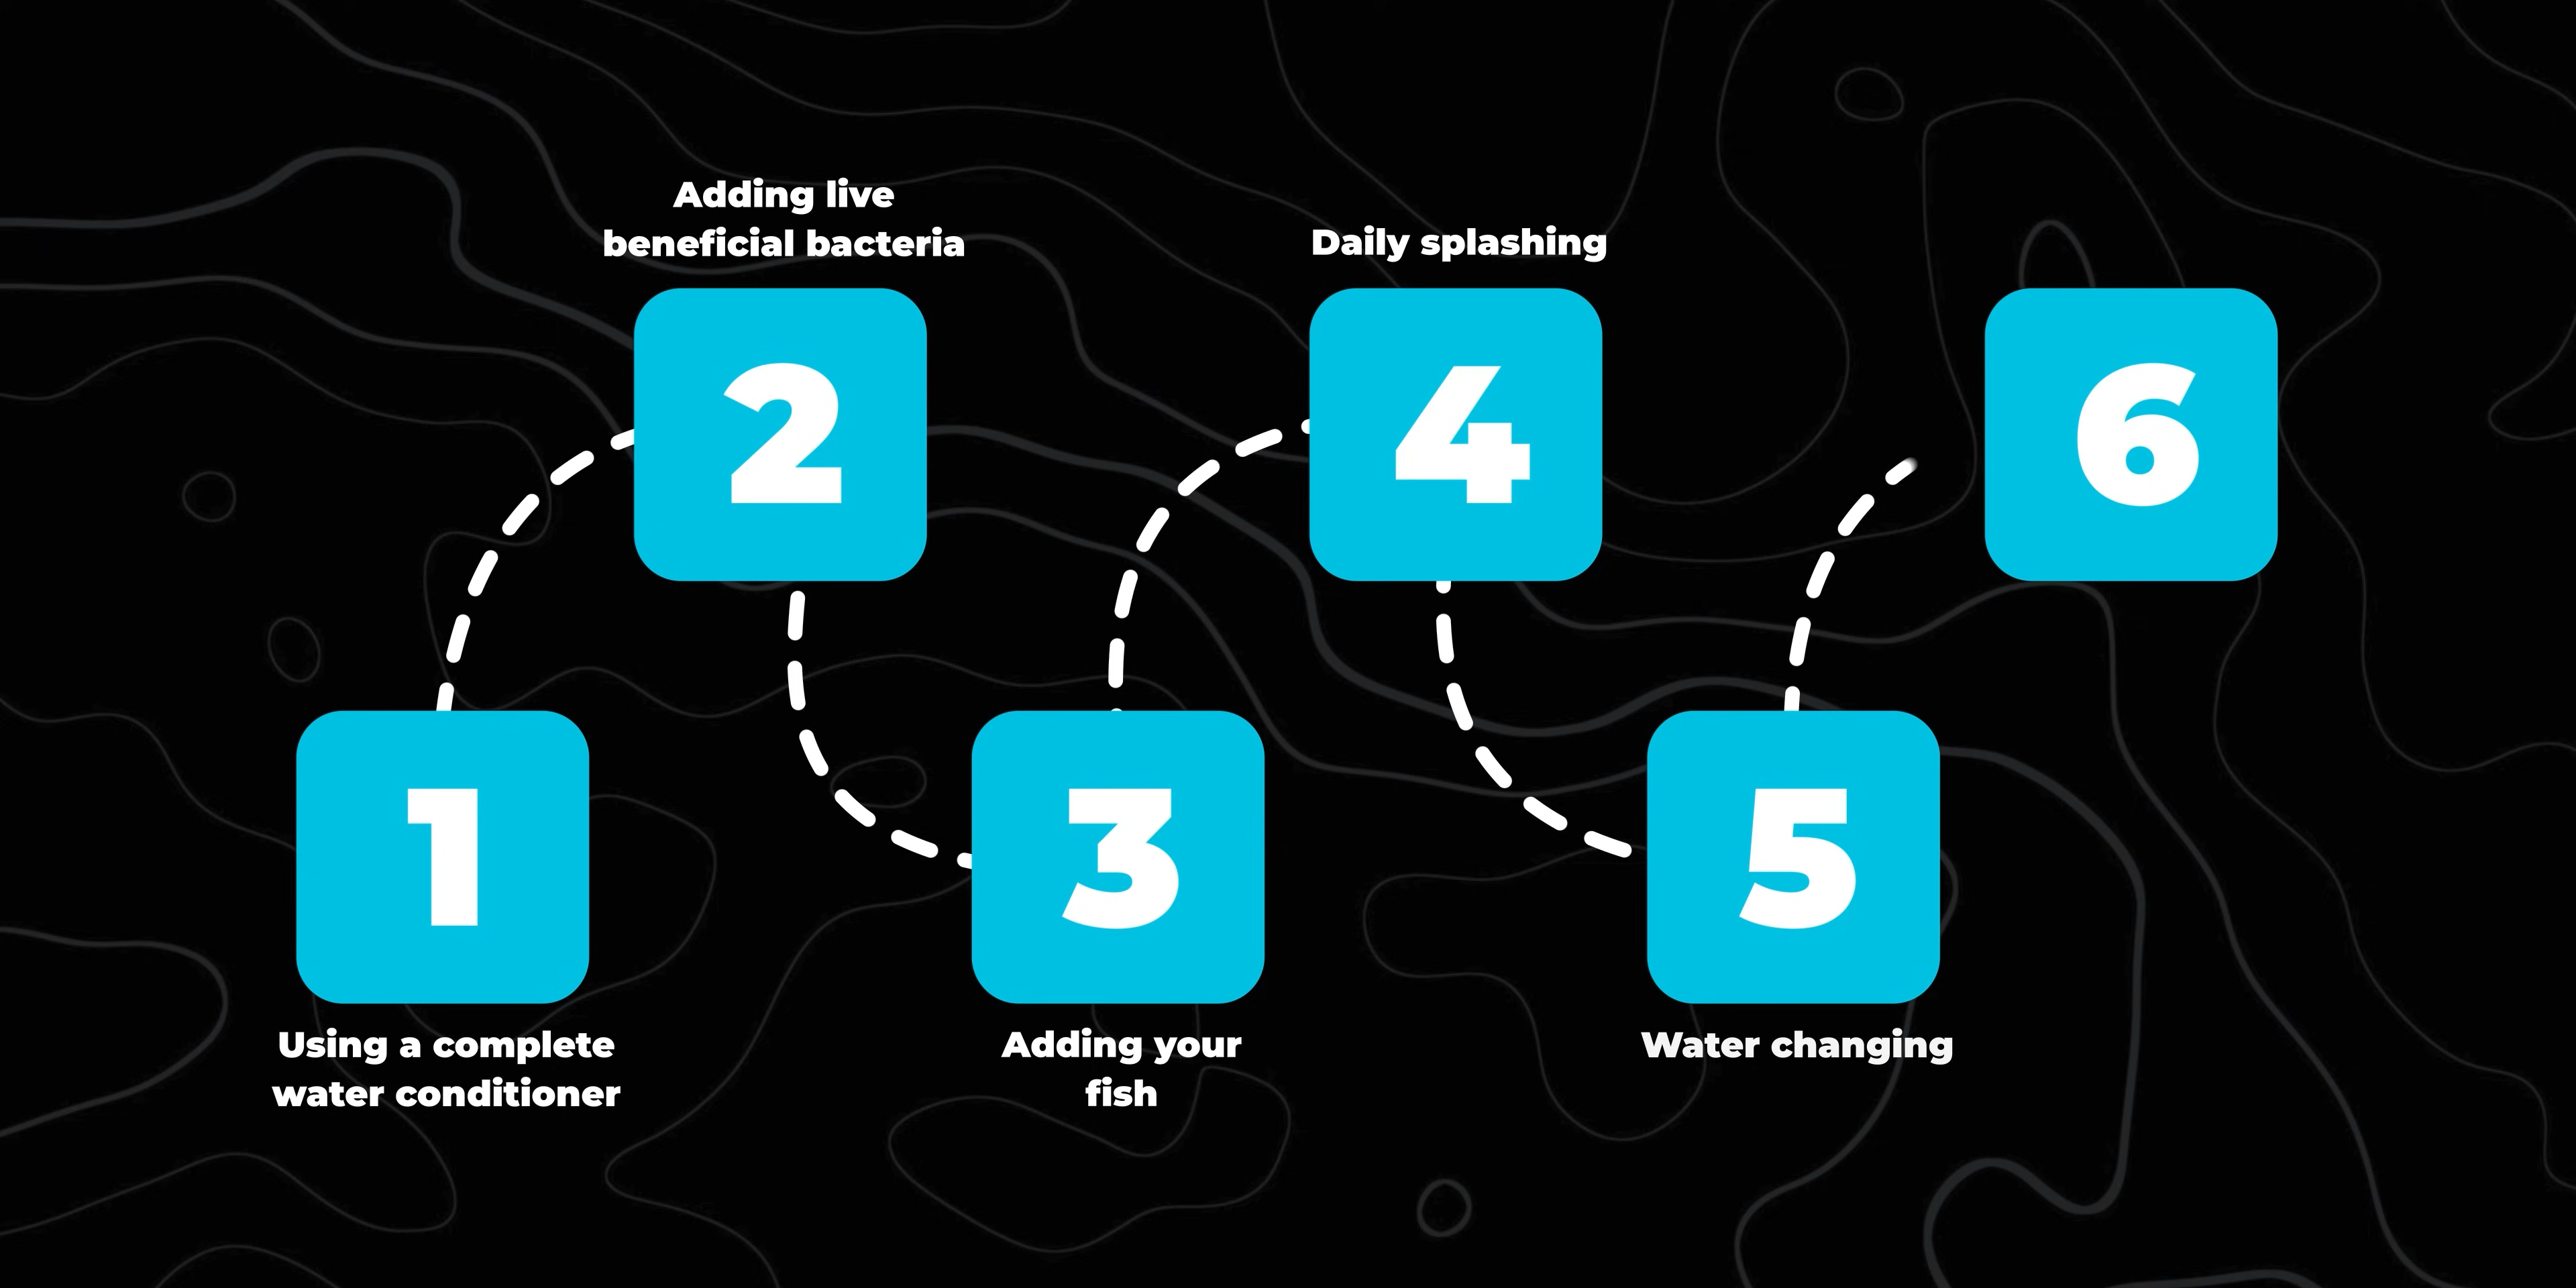 Adding live
beneficial bacteria
Daily splashing
2
4
6
1
3
5
Using a complete
water conditioner
Adding your
fish
Water changing